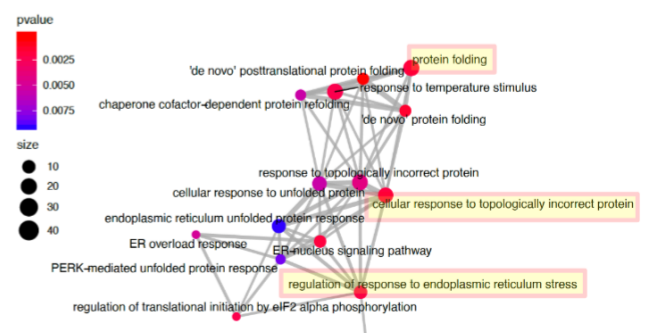 pvalue
0.0025
0.0050
0.0075
size
10
20
30
40
protein folding
'de novo' posttranslational protein folding
response to temperature stimulus
chaperone cofactor-dependent protein refolding
'de novo' protein folding
response to topologically incorrect protein
cellular response to unfolded protein
cellular response to topologically incorrect protein
endoplasmic reticulum unfolded protein response
ER overload response
ER-nucleus signaling pathway
PERK-mediated unfolded protein response
regulation of response to endoplasmic reticulum stress
regulation of translational initiation by eIF2 alpha phosphorylation